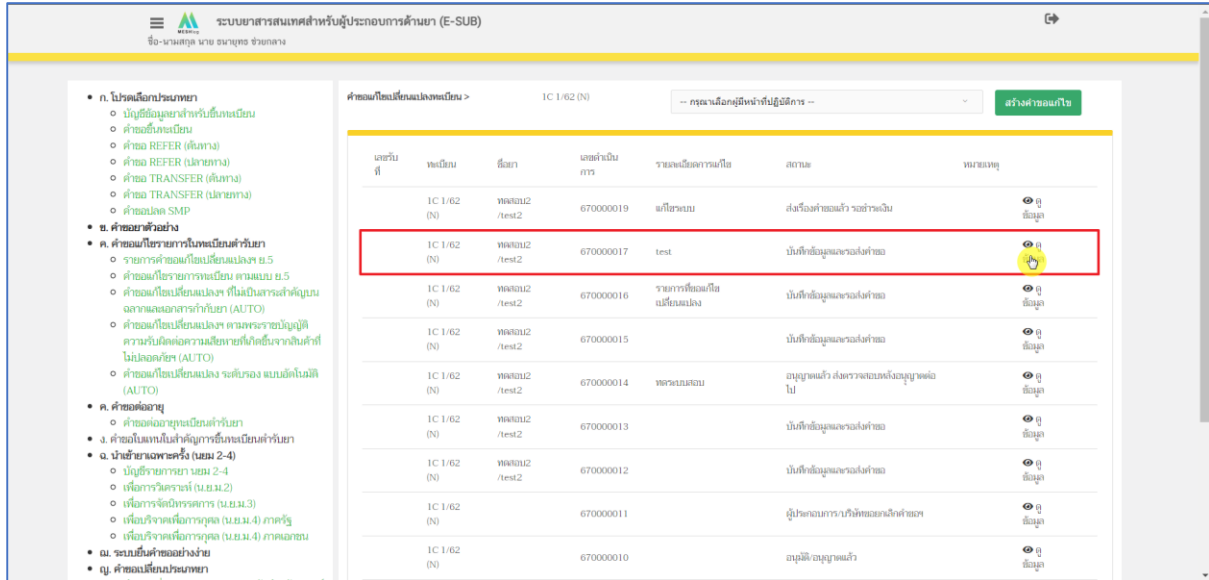 ระบบยาสารสนเทศสำหรับผู้ประกอบการด้านยา (E-SUB)
ชื่อ-นามสกุล นาย ธนายุทธ ช่วยกลาง
ก. โปรดเลือกประเภทยา
บัญชีข้อมูลยาสำหรับขึ้นทะเบียน
คำขอขึ้นทะเบียน
คำขอ REFER (ต้นทาง)
คำขอ REFER (ปลายทาง)
คำขอ TRANSFER (ต้นทาง)
คำขอ TRANSFER (ปลายทาง)
คำขอปลด SMP
ข. คำขอยาตัวอย่าง
ค. คำขอแก้ไขรายการในทะเบียนตำรับยา
รายการคำขอแก้ไขเปลี่ยนแปลงฯ ย.5
คำขอแก้ไขรายการทะเบียน ตามแบบ ย.5
คำขอแก้ไขเปลี่ยนแปลงฯ ที่ไม่เป็นสาระสำคัญบน
ฉลากและเอกสารกำกับยา (AUTO)
คำขอแก้ไขเปลี่ยนแปลงฯ ตามพระราชบัญญัติ
ความรับผิดต่อความเสียหายที่เกิดขึ้นจากสินค้าที่
ไม่ปลอดภัยฯ (AUTO)
คำขอแก้ไขเปลี่ยนแปลง ระดับรอง แบบอัตโนมัติ
(AUTO)
ค. คำขอต่ออายุ
คำขอต่ออายุทะเบียนตำรับยา
ง. คำขอใบแทนใบสำคัญการขึ้นทะเบียนตำรับยา
ฉ. นำเข้ายาเฉพาะครั้ง (นยม 2-4)
บัญชีรายการยา นยม 2-4
เพื่อการวิเคราะห์ (น.ย.ม.2)
เพื่อการจัดนิทรรศการ (น.ย.ม.3)
เพื่อบริจาคเพื่อการกุศล (น.ย.ม.4) ภาครัฐ
เพื่อบริจาคเพื่อการกุศล (น.ย.ม.4) ภาคเอกชน
ฌ. ระบบยื่นคำขออย่างง่าย
ญ. คำขอเปลี่ยนประเภทยา
คำขอแก้ไขเปลี่ยนแปลงทะเบียน > 1C 1/62 (N) -- กรุณาเลือกผู้มีหน้าที่ปฏิบัติการ -- สร้างคำขอแก้ไข
เลขรับ ทะเบียน ชื่อยา เลขดำเนิน รายละเอียดการแก้ไข สถานะ หมายเหตุ
ที่ การ
1C 1/62 ทดสอบ2 670000019 แก้ไขระบบ ส่งเรื่องคำขอแล้ว รอชำระเงิน ดู
(N) /test2 ข้อมูล
1C 1/62 ทดสอบ2 670000017 test บันทึกข้อมูลและรอส่งคำขอ ดู
(N) /test2
1C 1/62 ทดสอบ2 670000016 รายการที่ขอแก้ไข บันทึกข้อมูลและรอส่งคำขอ ดู
(N) /test2 เปลี่ยนแปลง ข้อมูล
1C 1/62 ทดสอบ2 670000015 บันทึกข้อมูลและรอส่งคำขอ ดู
(N) /test2 ข้อมูล
1C 1/62 ทดสอบ2 670000014 ทดระบบสอบ อนุญาตแล้ว ส่งตรวจสอบหลังอนุญาตต่อ ดู
(N) /test2 ไป ข้อมูล
1C 1/62 ทดสอบ2 670000013 บันทึกข้อมูลและรอส่งคำขอ ดู
(N) /test2 ข้อมูล
1C 1/62 ทดสอบ2 670000012 บันทึกข้อมูลและรอส่งคำขอ ดู
(N) /test2 ข้อมูล
1C 1/62 670000011 ผู้ประกอบการ/บริษัทขอยกเลิกคำขอฯ ดู
(N) ข้อมูล
1C 1/62 670000010 อนุมัติ/อนุญาตแล้ว ดู
(N) ข้อมูล